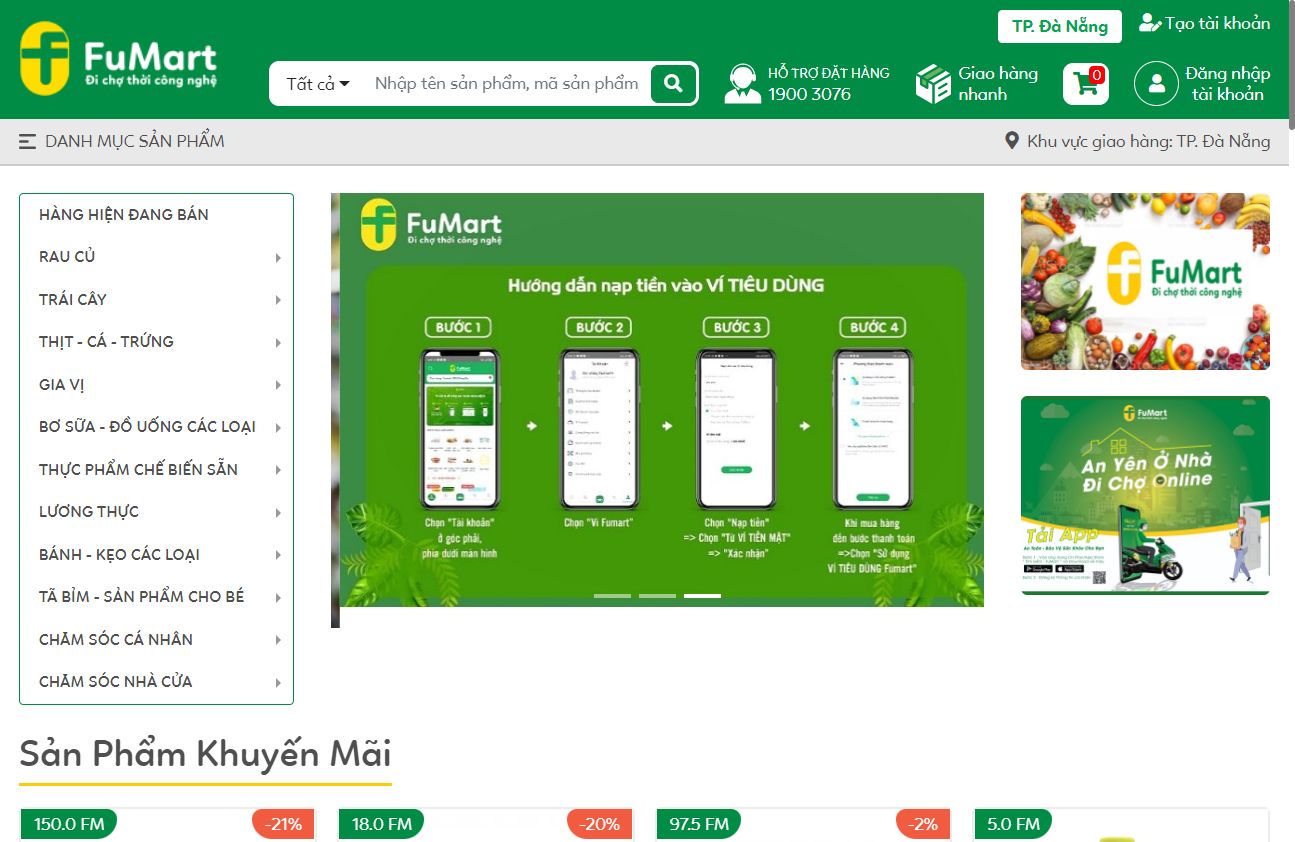 FuMart
Đi chợ thời công nghệ
TP. Đà Nẵng
Tạo tài khoản
Tất cả
Nhập tên sản phẩm, mã sản phẩm
HỖ TRỢ ĐẶT HÀNG
1900 3076
Giao hàng
nhanh
0
Đăng nhập
tài khoản
DANH MỤC SẢN PHẨM
Khu vực giao hàng: TP. Đà Nẵng
HÀNG HIỆN ĐANG BÁN
RAU CỦ
TRÁI CÂY
THỊT - CÁ - TRỨNG
GIA VỊ
BƠ SỮA - ĐỒ UỐNG CÁC LOẠI
THỰC PHẨM CHẾ BIẾN SẴN
LƯƠNG THỰC
BÁNH - KẸO CÁC LOẠI
TÃ BỈM - SẢN PHẨM CHO BÉ
CHĂM SÓC CÁ NHÂN
CHĂM SÓC NHÀ CỬA
FuMart
Đi chợ thời công nghệ
Hướng dẫn nạp tiền vào VÍ TIÊU DÙNG
BƯỚC 1
BƯỚC 2
BƯỚC 3
BƯỚC 4
Chọn "Tài khoản"
ở góc phải,
phía dưới màn hình
Chọn "Ví Fumart"
Chọn "Nạp tiền"
=> Chọn "Từ VÍ TIỀN MẶT"
=> "Xác nhận"
Khi mua hàng
đến bước thanh toán
=>Chọn "Sử dụng
VÍ TIÊU DÙNG Fumart"
FuMart
Đi chợ thời công nghệ
FuMart
An Yên Ở Nhà
Đi Chợ Online
Tải App
Sản Phẩm Khuyến Mãi
150.0 FM
-21%
18.0 FM
-20%
97.5 FM
-2%
5.0 FM